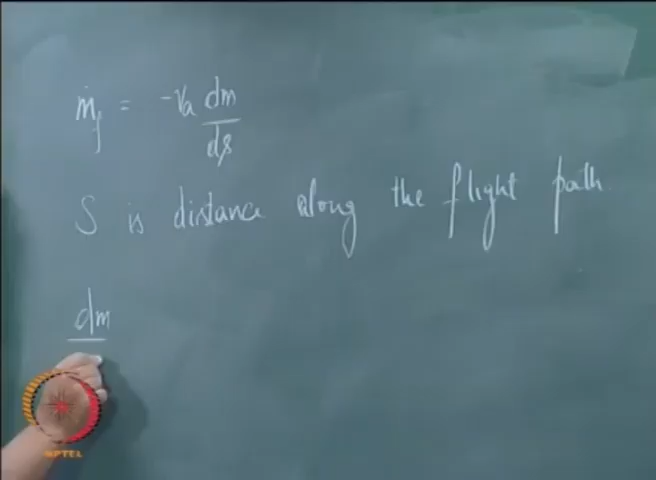 ṁf = -Va dm/ds
S is distance along the flight path
dm
NPTEL